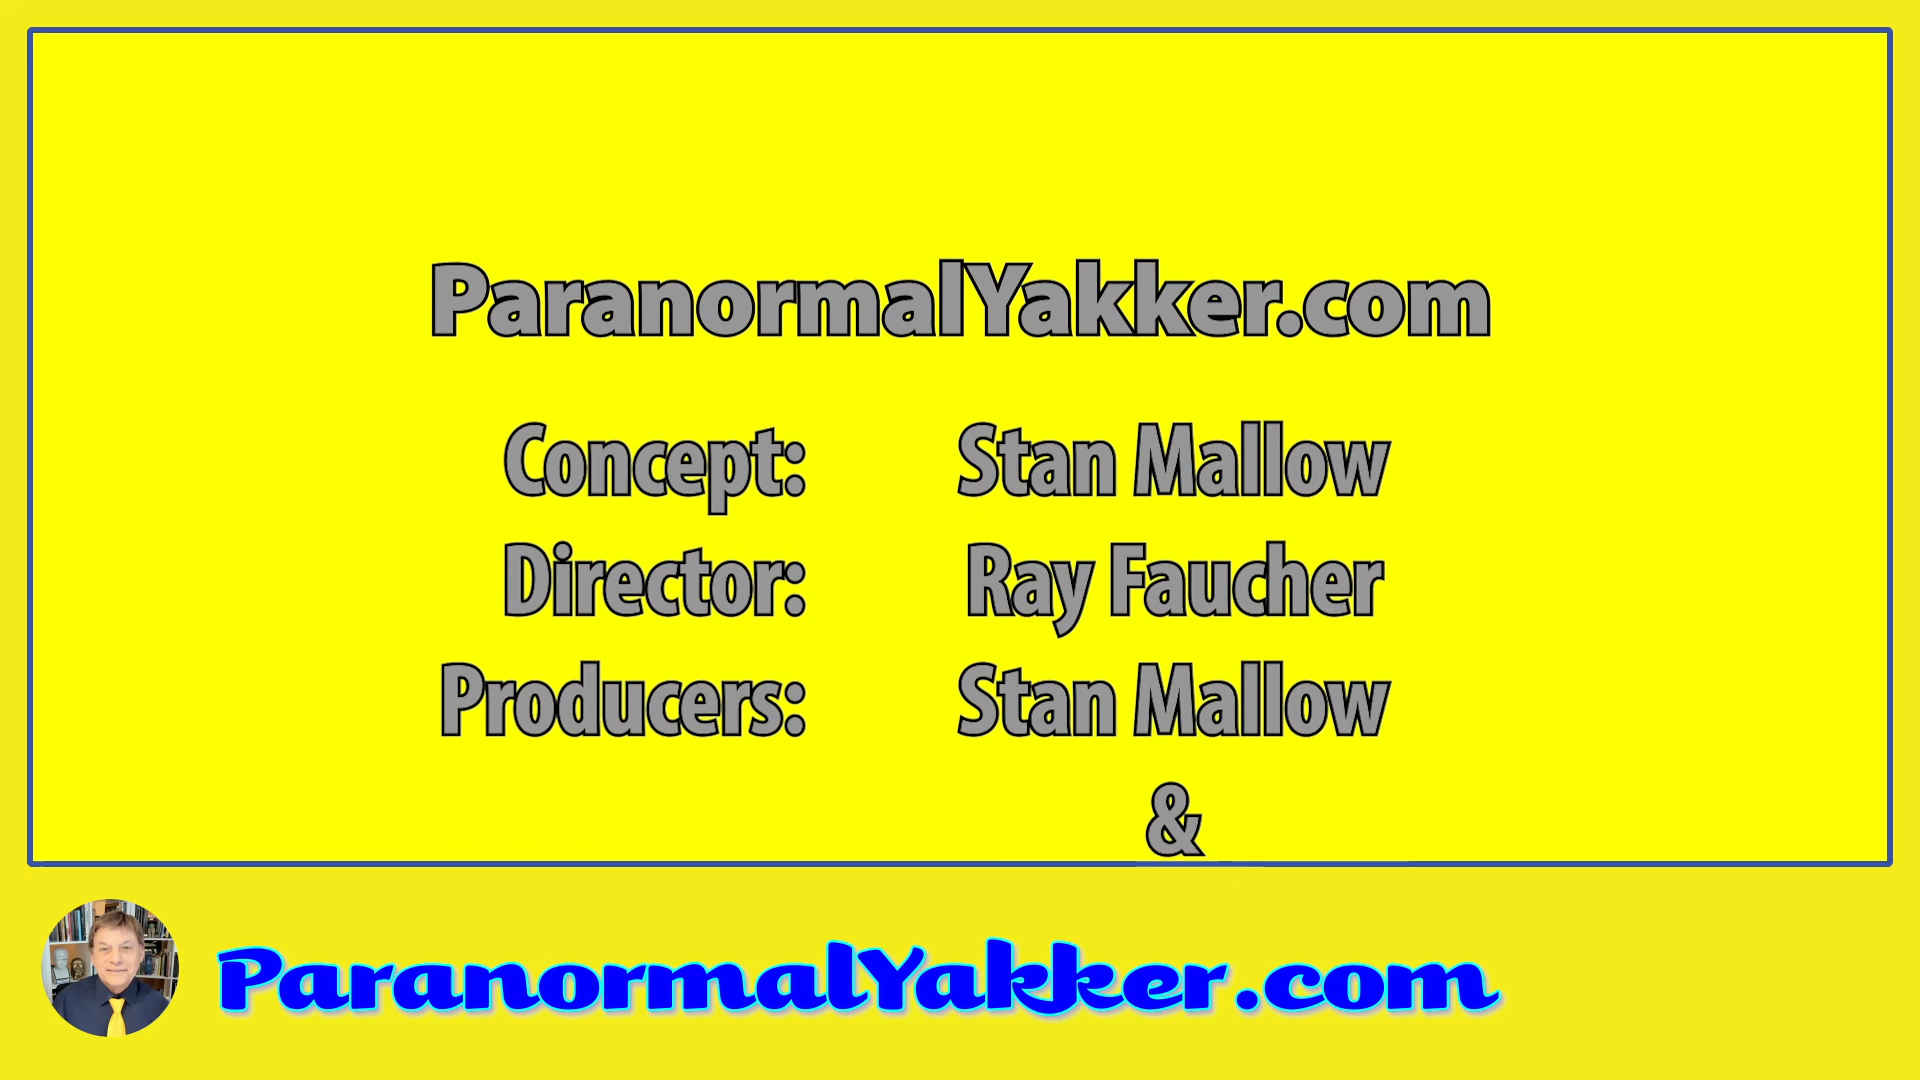 ParanormalYakker.com
Concept: Stan Mallow
Director: Ray Faucher
Producers: Stan Mallow
&
ParanormalYakker.com